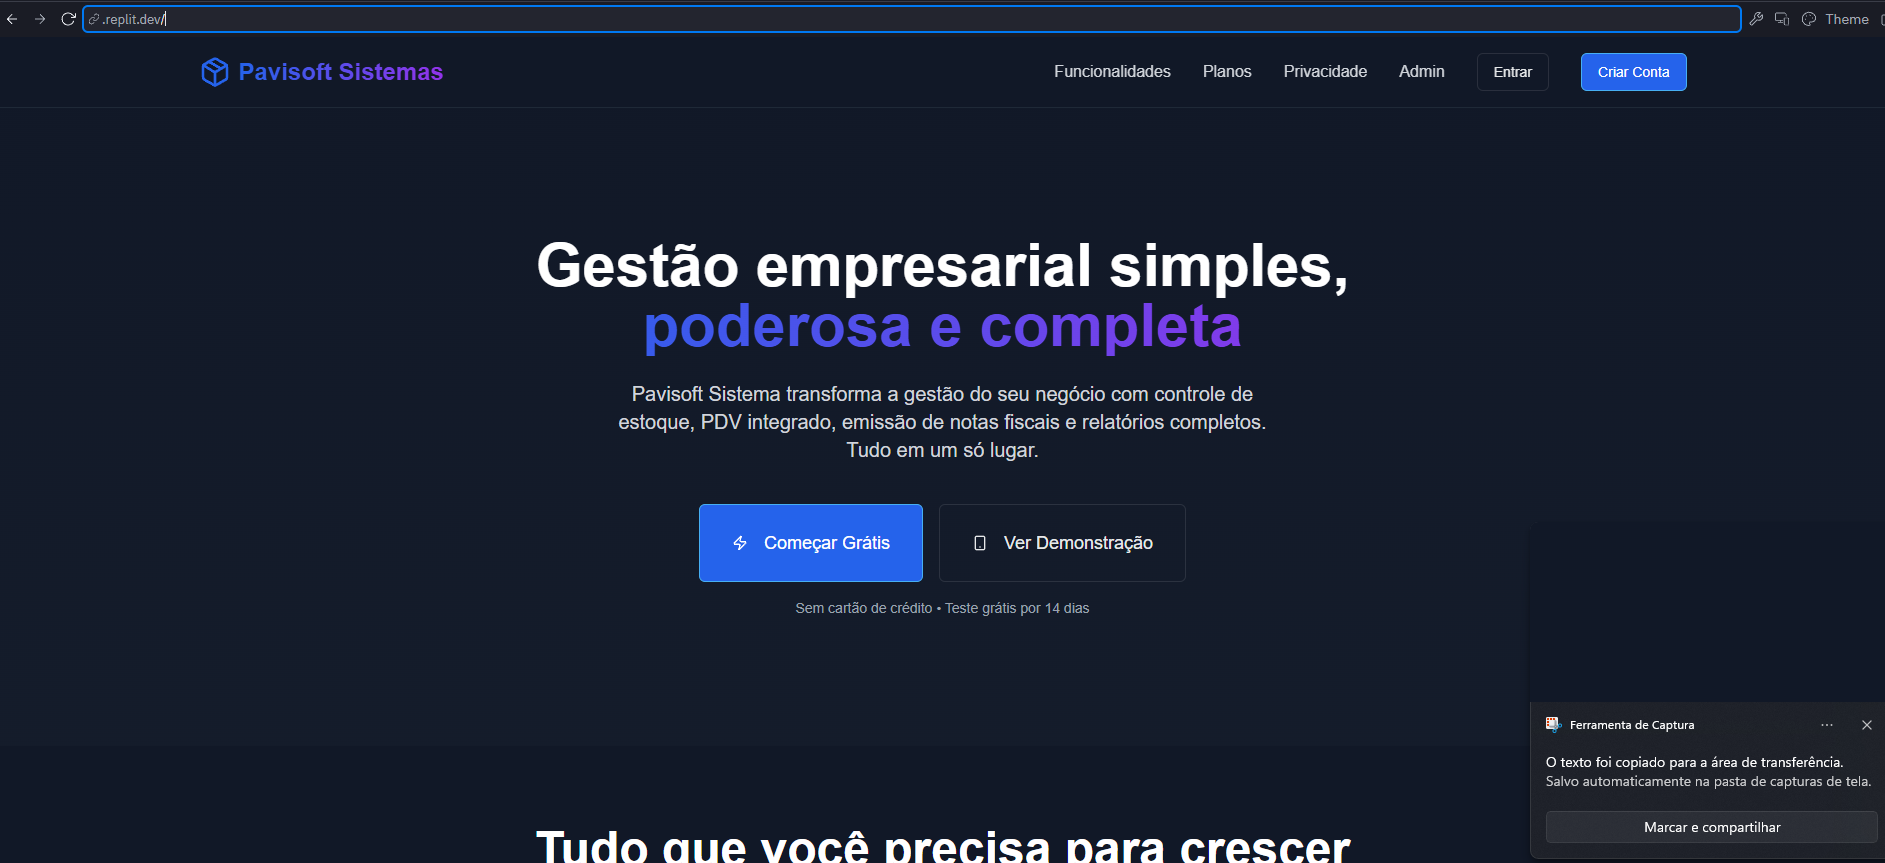 .replit.dev/
Theme
Pavisoft Sistemas
Funcionalidades
Planos
Privacidade
Admin
Entrar
Criar Conta
Gestão empresarial simples,
poderosa e completa
Pavisoft Sistema transforma a gestão do seu negócio com controle de
estoque, PDV integrado, emissão de notas fiscais e relatórios completos.
Tudo em um só lugar.
Começar Grátis
Ver Demonstração
Sem cartão de crédito • Teste grátis por 14 dias
Tudo que você precisa para crescer
Ferramenta de Captura
O texto foi copiado para a área de transferência.
Salvo automaticamente na pasta de capturas de tela.
Marcar e compartilhar